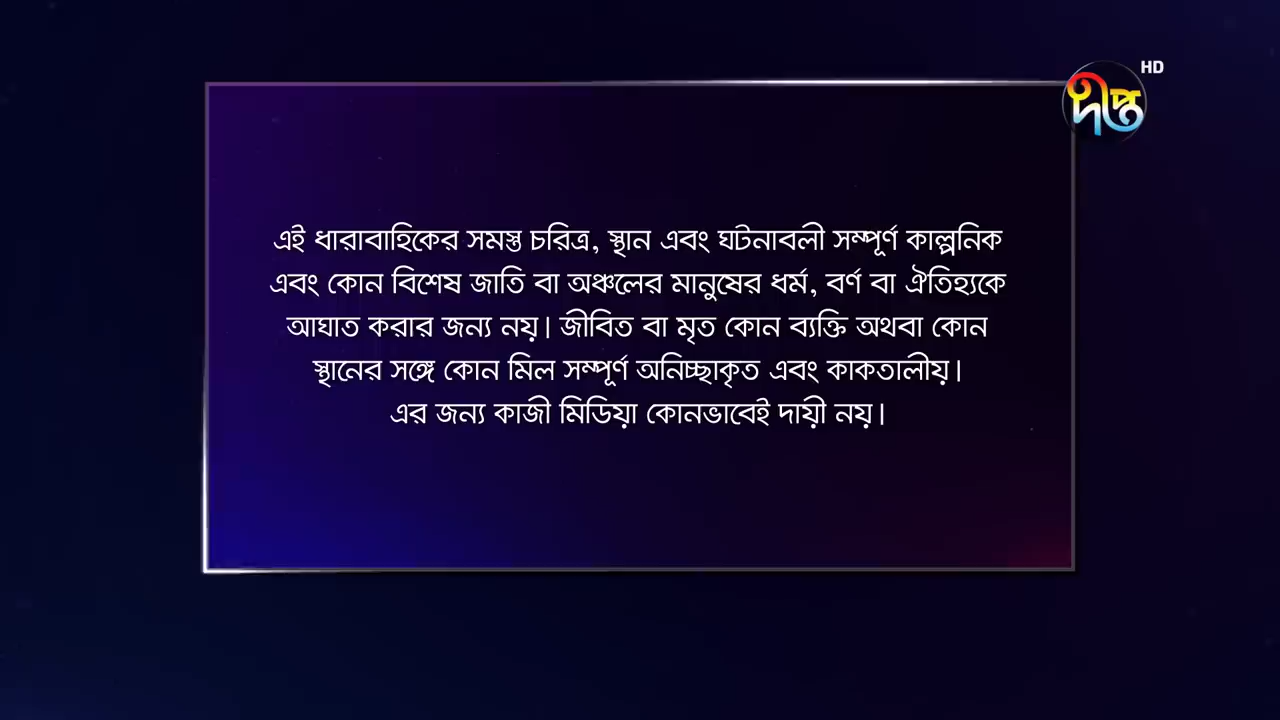 HD
দীপ্ত
এই ধারাবাহিকের সমস্ত চরিত্র, স্থান এবং ঘটনাবলী সম্পূর্ণ কাল্পনিক
এবং কোন বিশেষ জাতি বা অঞ্চলের মানুষের ধর্ম, বর্ণ বা ঐতিহ্যকে
আঘাত করার জন্য নয়। জীবিত বা মৃত কোন ব্যক্তি অথবা কোন
স্থানের সঙ্গে কোন মিল সম্পূর্ণ অনিচ্ছাকৃত এবং কাকতালীয়।
এর জন্য কাজী মিডিয়া কোনভাবেই দায়ী নয়।